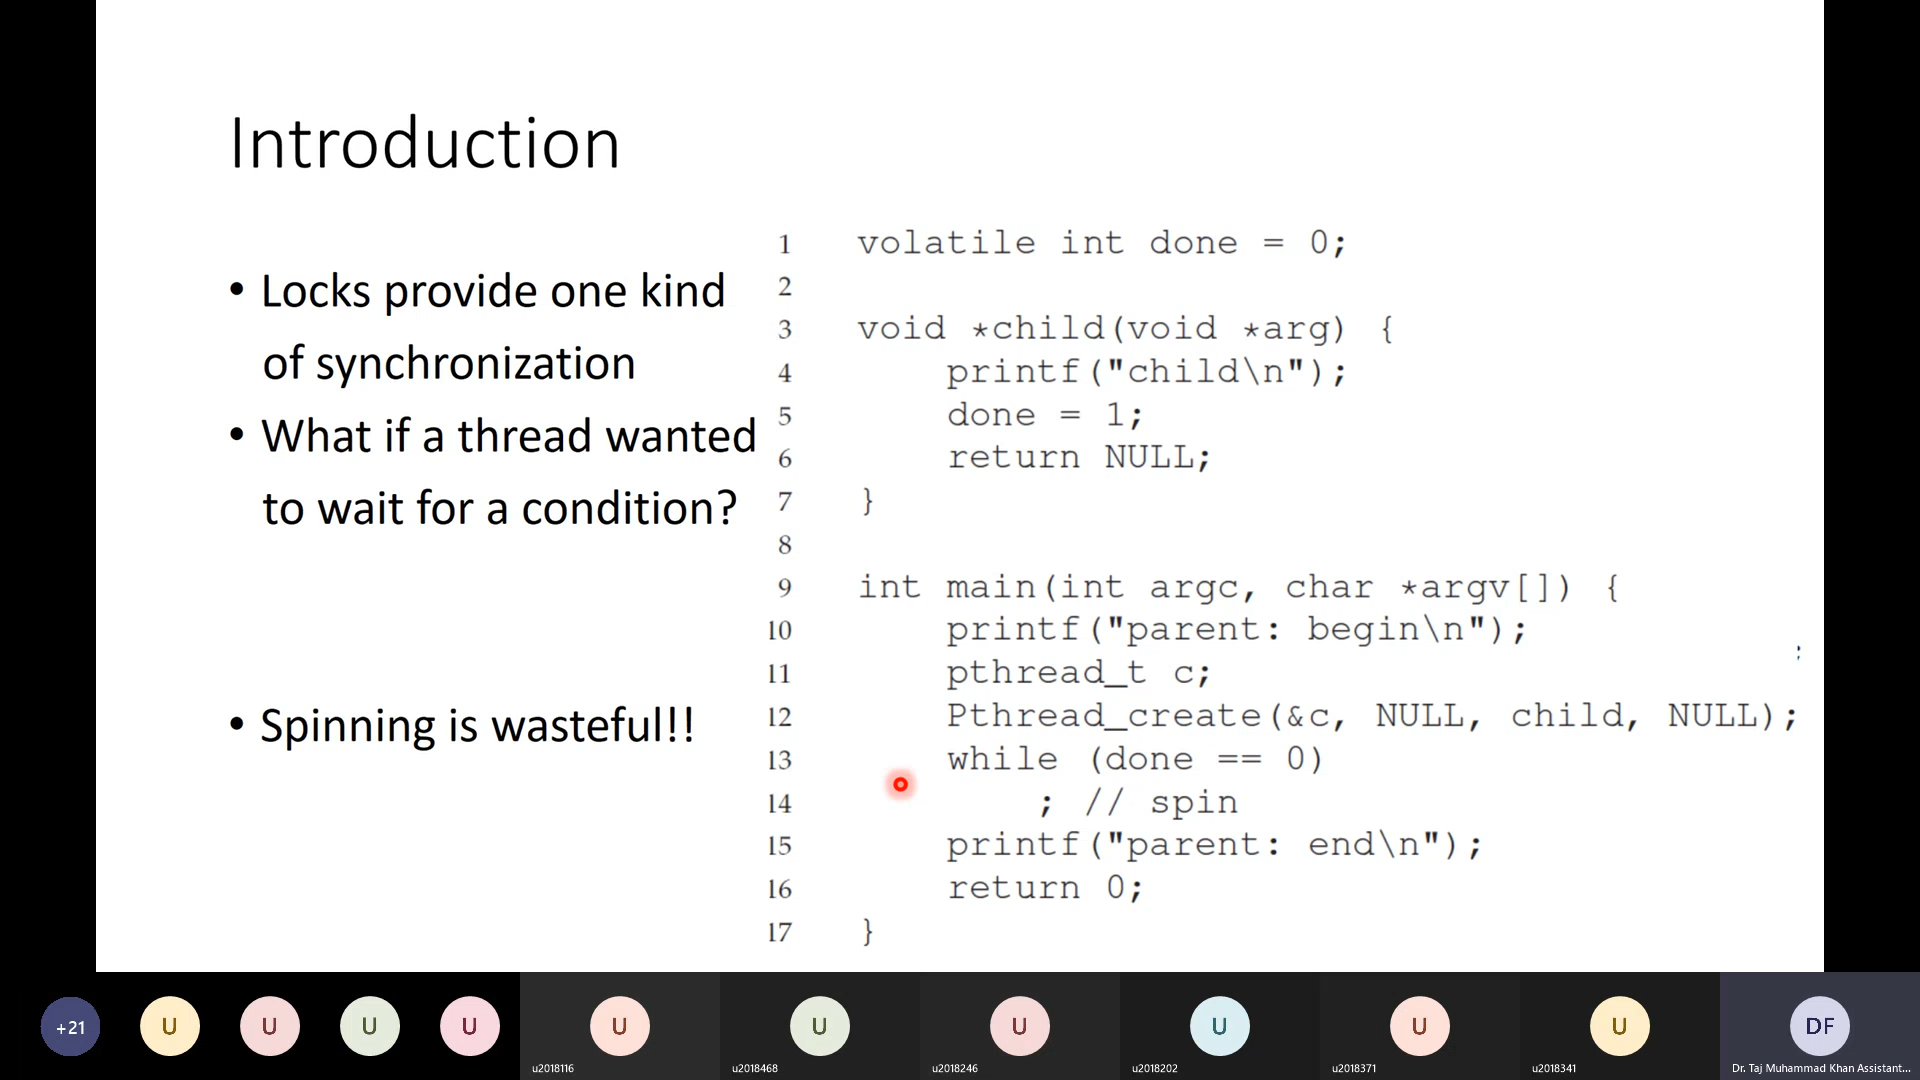 Introduction
• Locks provide one kind
of synchronization
• What if a thread wanted
to wait for a condition?
• Spinning is wasteful!!
1 volatile int done = 0;
2
3 void *child(void *arg) {
4     printf("child\n");
5     done = 1;
6     return NULL;
7 }
8
9 int main(int argc, char *argv[]) {
10     printf("parent: begin\n");
11     pthread_t c;
12     Pthread_create(&c, NULL, child, NULL);
13     while (done == 0)
14         ; // spin
15     printf("parent: end\n");
16     return 0;
17 }
:
+21
U
U
U
U
U
u2018116
U
u2018468
U
u2018246
U
u2018202
U
u2018371
U
u2018341
DF
Dr. Taj Muhammad Khan Assistant...